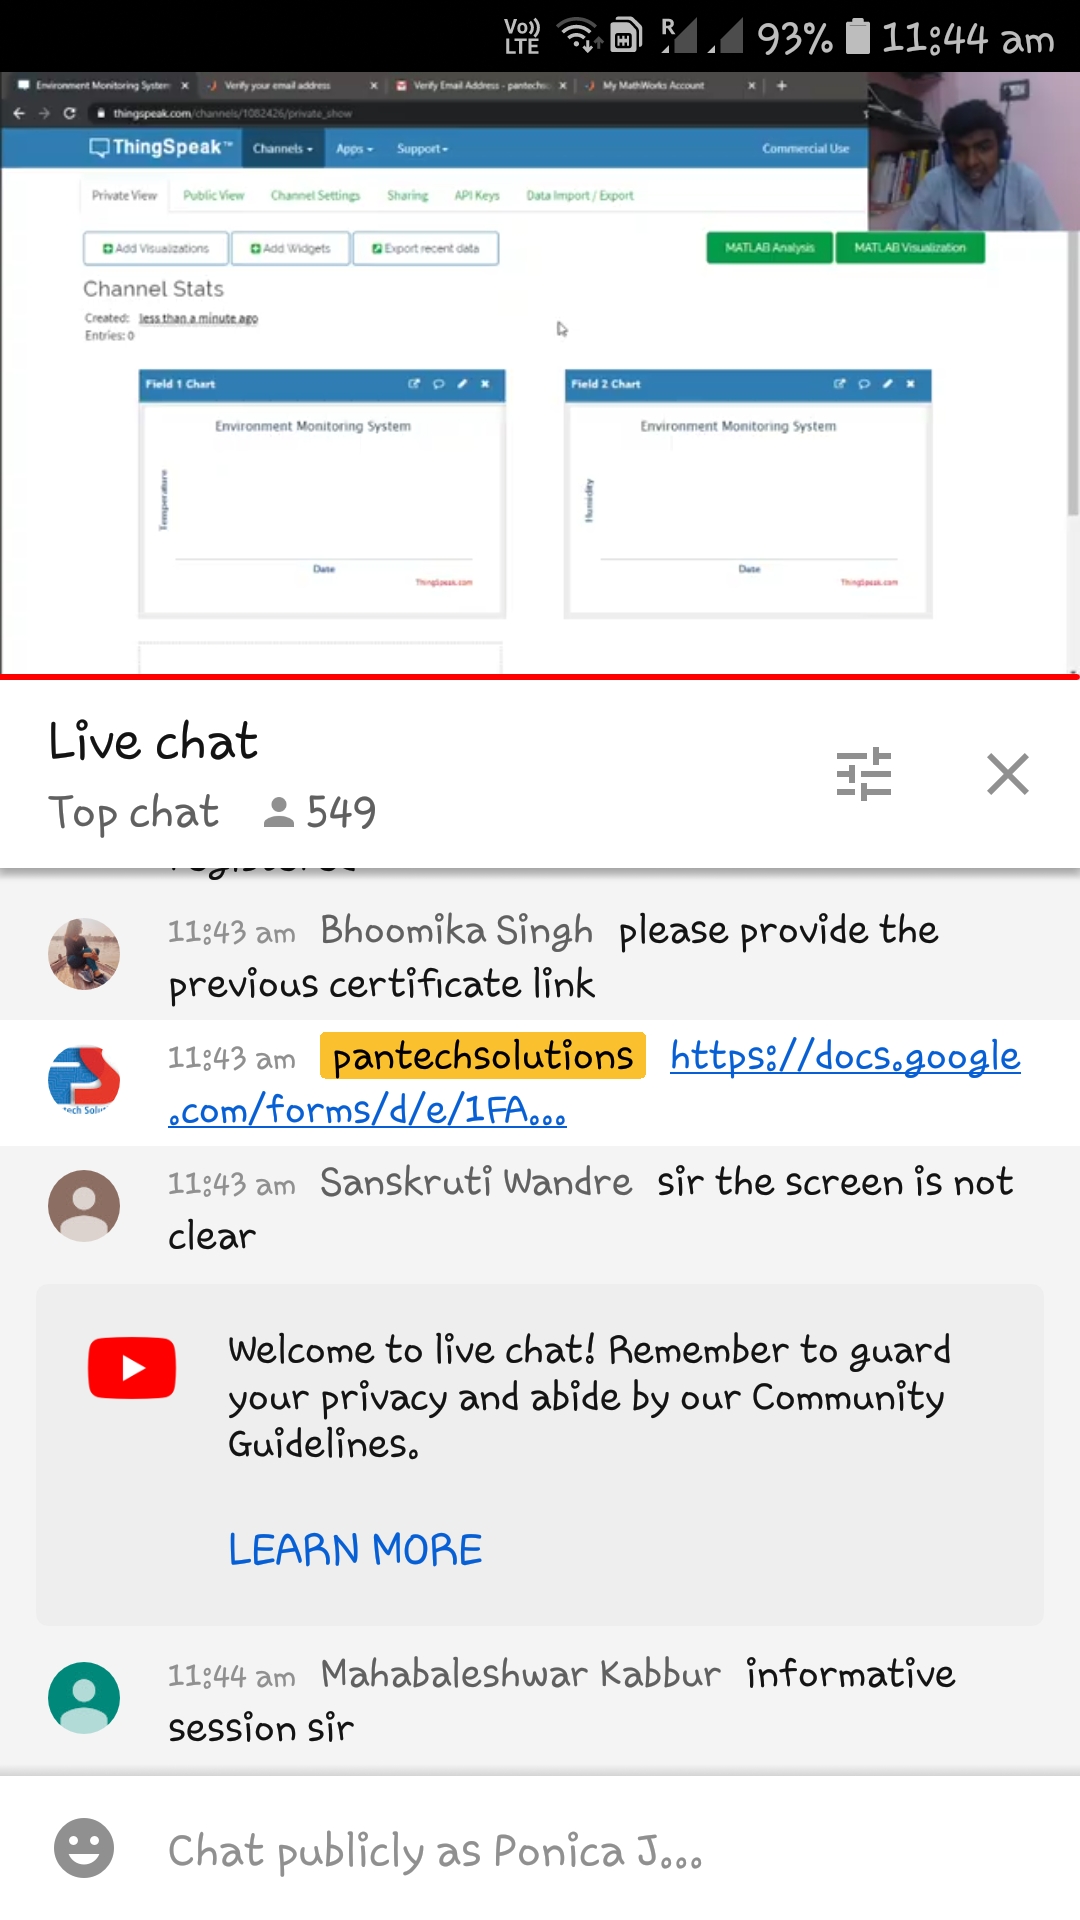 Vo)) LTE R 93% 11:44 am
Environment Monitoring System Verify your email address Verify Email Address - pantechs... My MathWorks Account
thingspeak.com/channels/1082426/private_show
ThingSpeak™ Channels Apps Support Commercial Use
Private View Public View Channel Settings Sharing API Keys Data Import / Export
Add Visualizations Add Widgets Export recent data MATLAB Analysis MATLAB Visualization
Channel Stats
Created: less than a minute ago
Entries: 0
Field 1 Chart Field 2 Chart
Environment Monitoring System Environment Monitoring System
Temperature Humidity
Date Date
ThingSpeak.com ThingSpeak.com
Live chat
Top chat 549
registered
11:43 am Bhoomika Singh please provide the
previous certificate link
11:43 am pantechsolutions https://docs.google
.com/forms/d/e/1FA...
11:43 am Sanskruti Wandre sir the screen is not
clear
Welcome to live chat! Remember to guard
your privacy and abide by our Community
Guidelines.
LEARN MORE
11:44 am Mahabaleshwar Kabbur informative
session sir
Chat publicly as Ponica J...